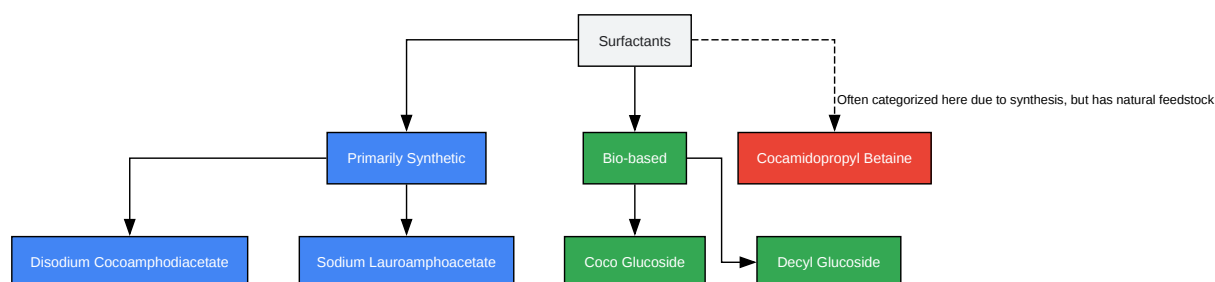 Surfactants
Often categorized here due to synthesis, but has natural feedstock
Primarily Synthetic
Bio-based
Cocamidopropyl Betaine
Disodium Cocoamphodiacetate
Sodium Lauroamphoacetate
Coco Glucoside
Decyl Glucoside